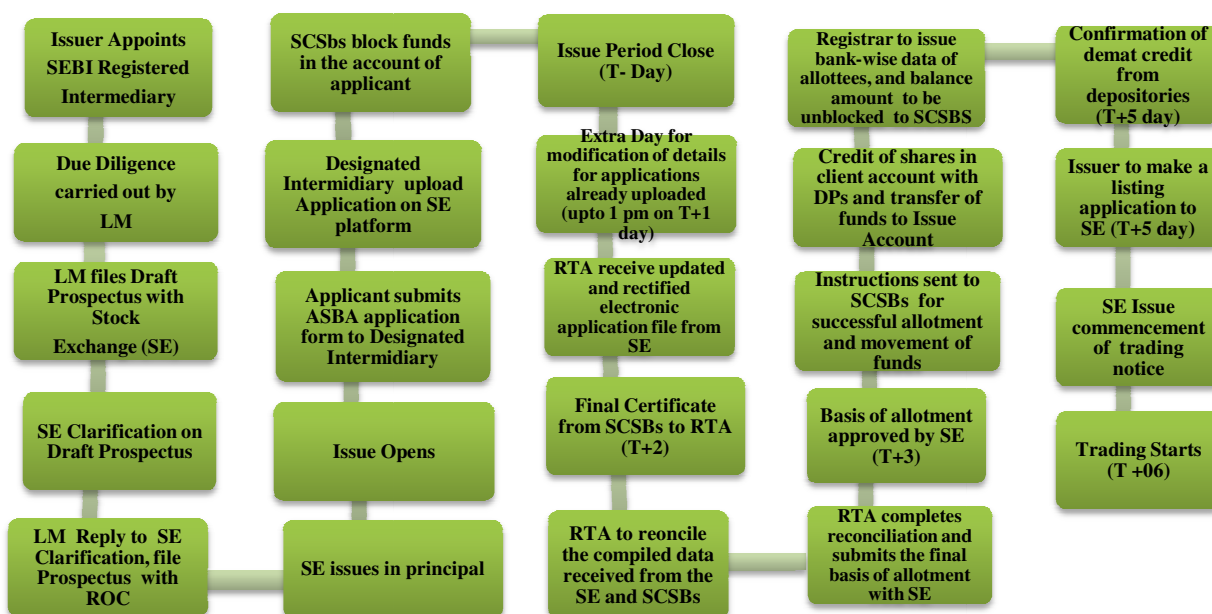 Issuer Appoints
SEBI Registered
Intermediary
Due Diligence
carried out by
LM
LM files Draft
Prospectus with
Stock
Exchange (SE)
SE Clarification on
Draft Prospectus
LM Reply to SE
Clarification, file
Prospectus with
ROC
SE issues in principal
Issue Opens
Applicant submits
ASBA application
form to Designated
Intermidiary
Designated
Intermidiary upload
Application on SE
platform
SCSbs block funds
in the account of
applicant
Issue Period Close
(T- Day)
Extra Day for
modification of details
for applications
already uploaded
(upto 1 pm on T+1
day)
RTA receive updated
and rectified
electronic
application file from
SE
Final Certificate
from SCSBs to RTA
(T+2)
RTA to reconcile
the compiled data
received from the
SE and SCSBs
RTA completes
reconciliation and
submits the final
basis of allotment
with SE
Basis of allotment
approved by SE
(T+3)
Instructions sent to
SCSBs for
successful allotment
and movement of
funds
Credit of shares in
client account with
DPs and transfer of
funds to Issue
Account
Registrar to issue
bank-wise data of
allottees, and balance
amount to be
unblocked to SCSBS
Confirmation of
demat credit
from
depositories
(T+5 day)
Issuer to make a
listing
application to
SE (T+5 day)
SE Issue
commencement
of trading
notice
Trading Starts
(T +06)